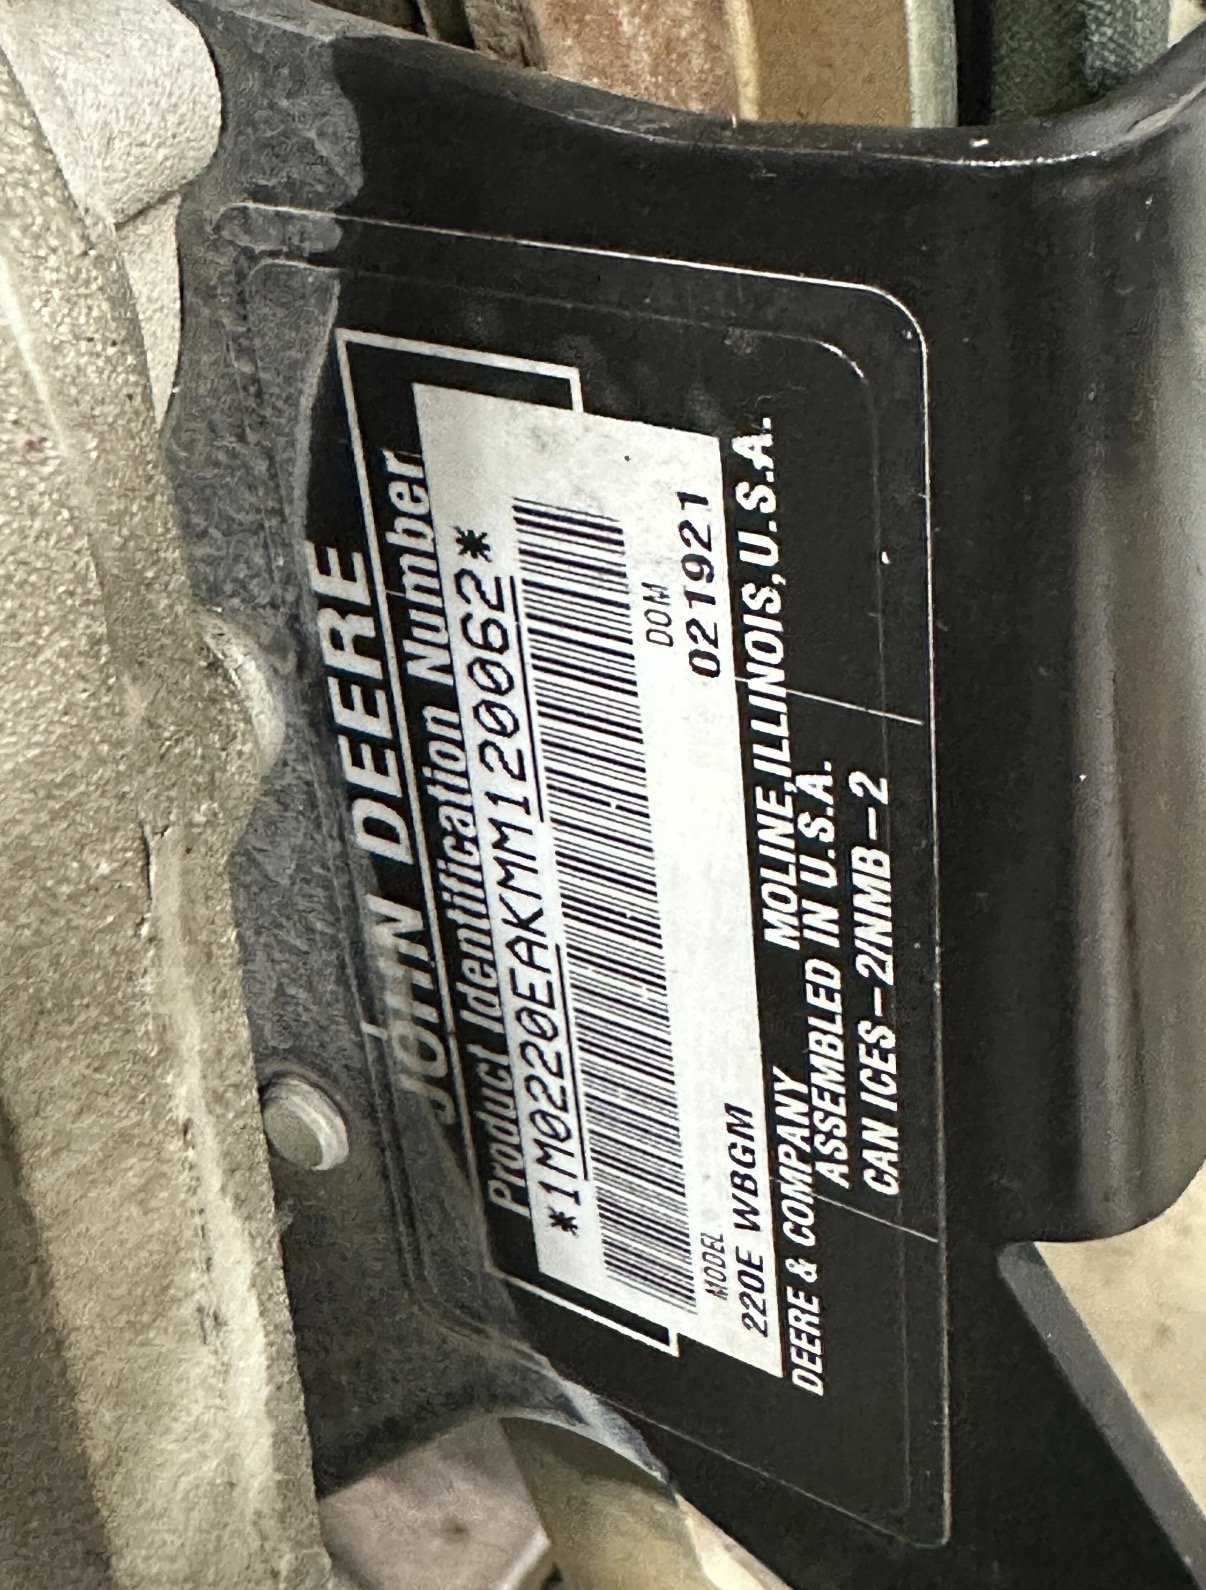 JOHN DEERE
Product Identification Number
*1M0220EAKMM120062*
DOM
MODEL
220E WBGM 021921
DEERE & COMPANY MOLINE, ILLINOIS, U.S.A.
ASSEMBLED IN U.S.A.
CAN ICES-2/NMB-2